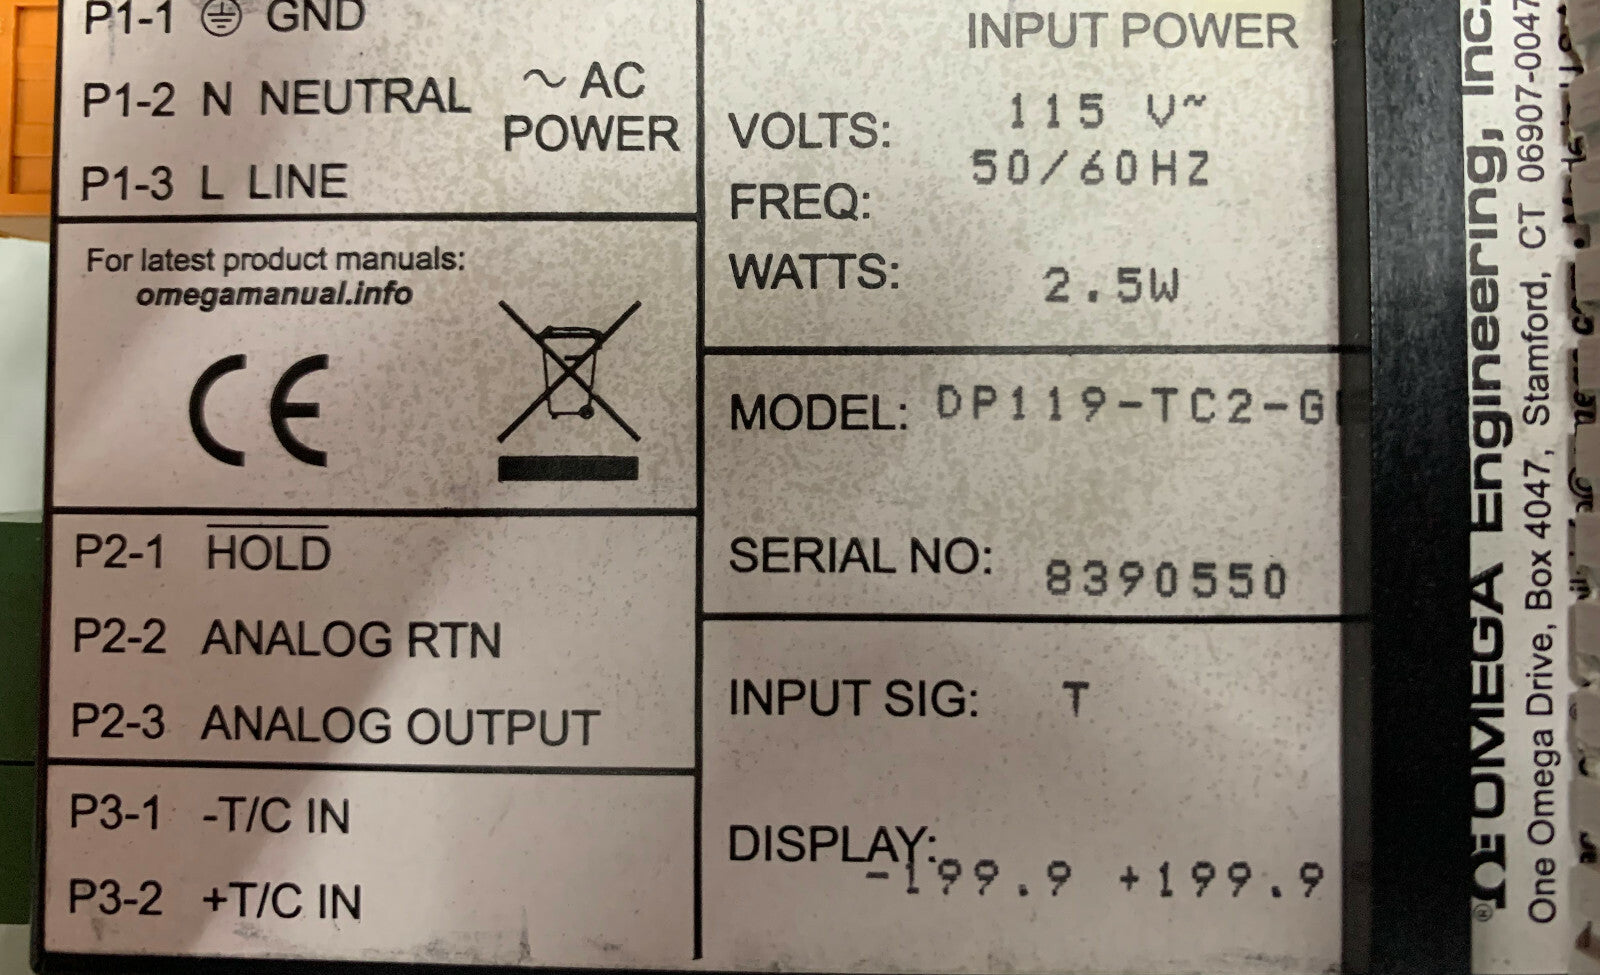 P1-1 GND
P1-2 N NEUTRAL
P1-3 L LINE
~ AC
POWER
For latest product manuals:
omegamanual.info
CE
P2-1 HOLD
P2-2 ANALOG RTN
P2-3 ANALOG OUTPUT
P3-1 -T/C IN
P3-2 +T/C IN
INPUT POWER
VOLTS: 115 V~
FREQ: 50/60HZ
WATTS: 2.5W
MODEL: DP119-TC2-G
SERIAL NO: 8390550
INPUT SIG: T
DISPLAY: -199.9 +199.9
® ΩE OMEGA Engineering, Inc.
One Omega Drive, Box 4047, Stamford, CT 06907-0047